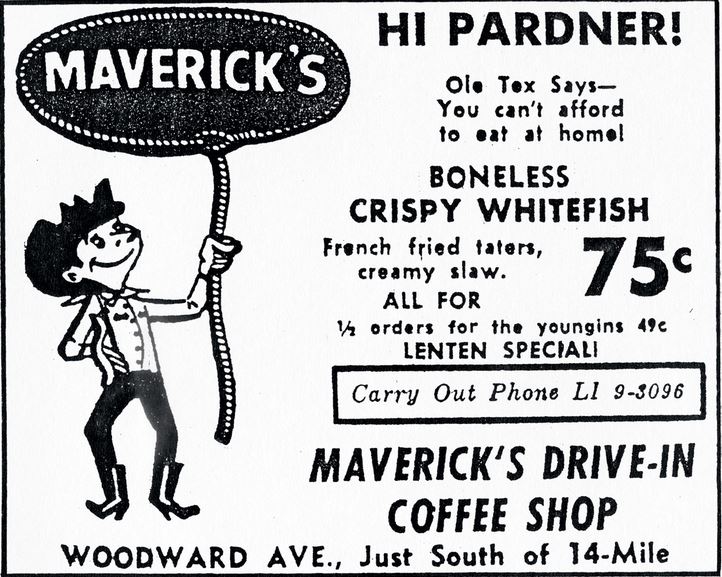 MAVERICK'S
HI PARDNER!
Ole Tex Says—
You can't afford
to eat at home!
BONELESS
CRISPY WHITEFISH
French fried taters,
creamy slaw.
ALL FOR
75c
½ orders for the youngins 49c
LENTEN SPECIAL!
Carry Out Phone LI 9-3096
MAVERICK'S DRIVE-IN
COFFEE SHOP
WOODWARD AVE., Just South of 14-Mile